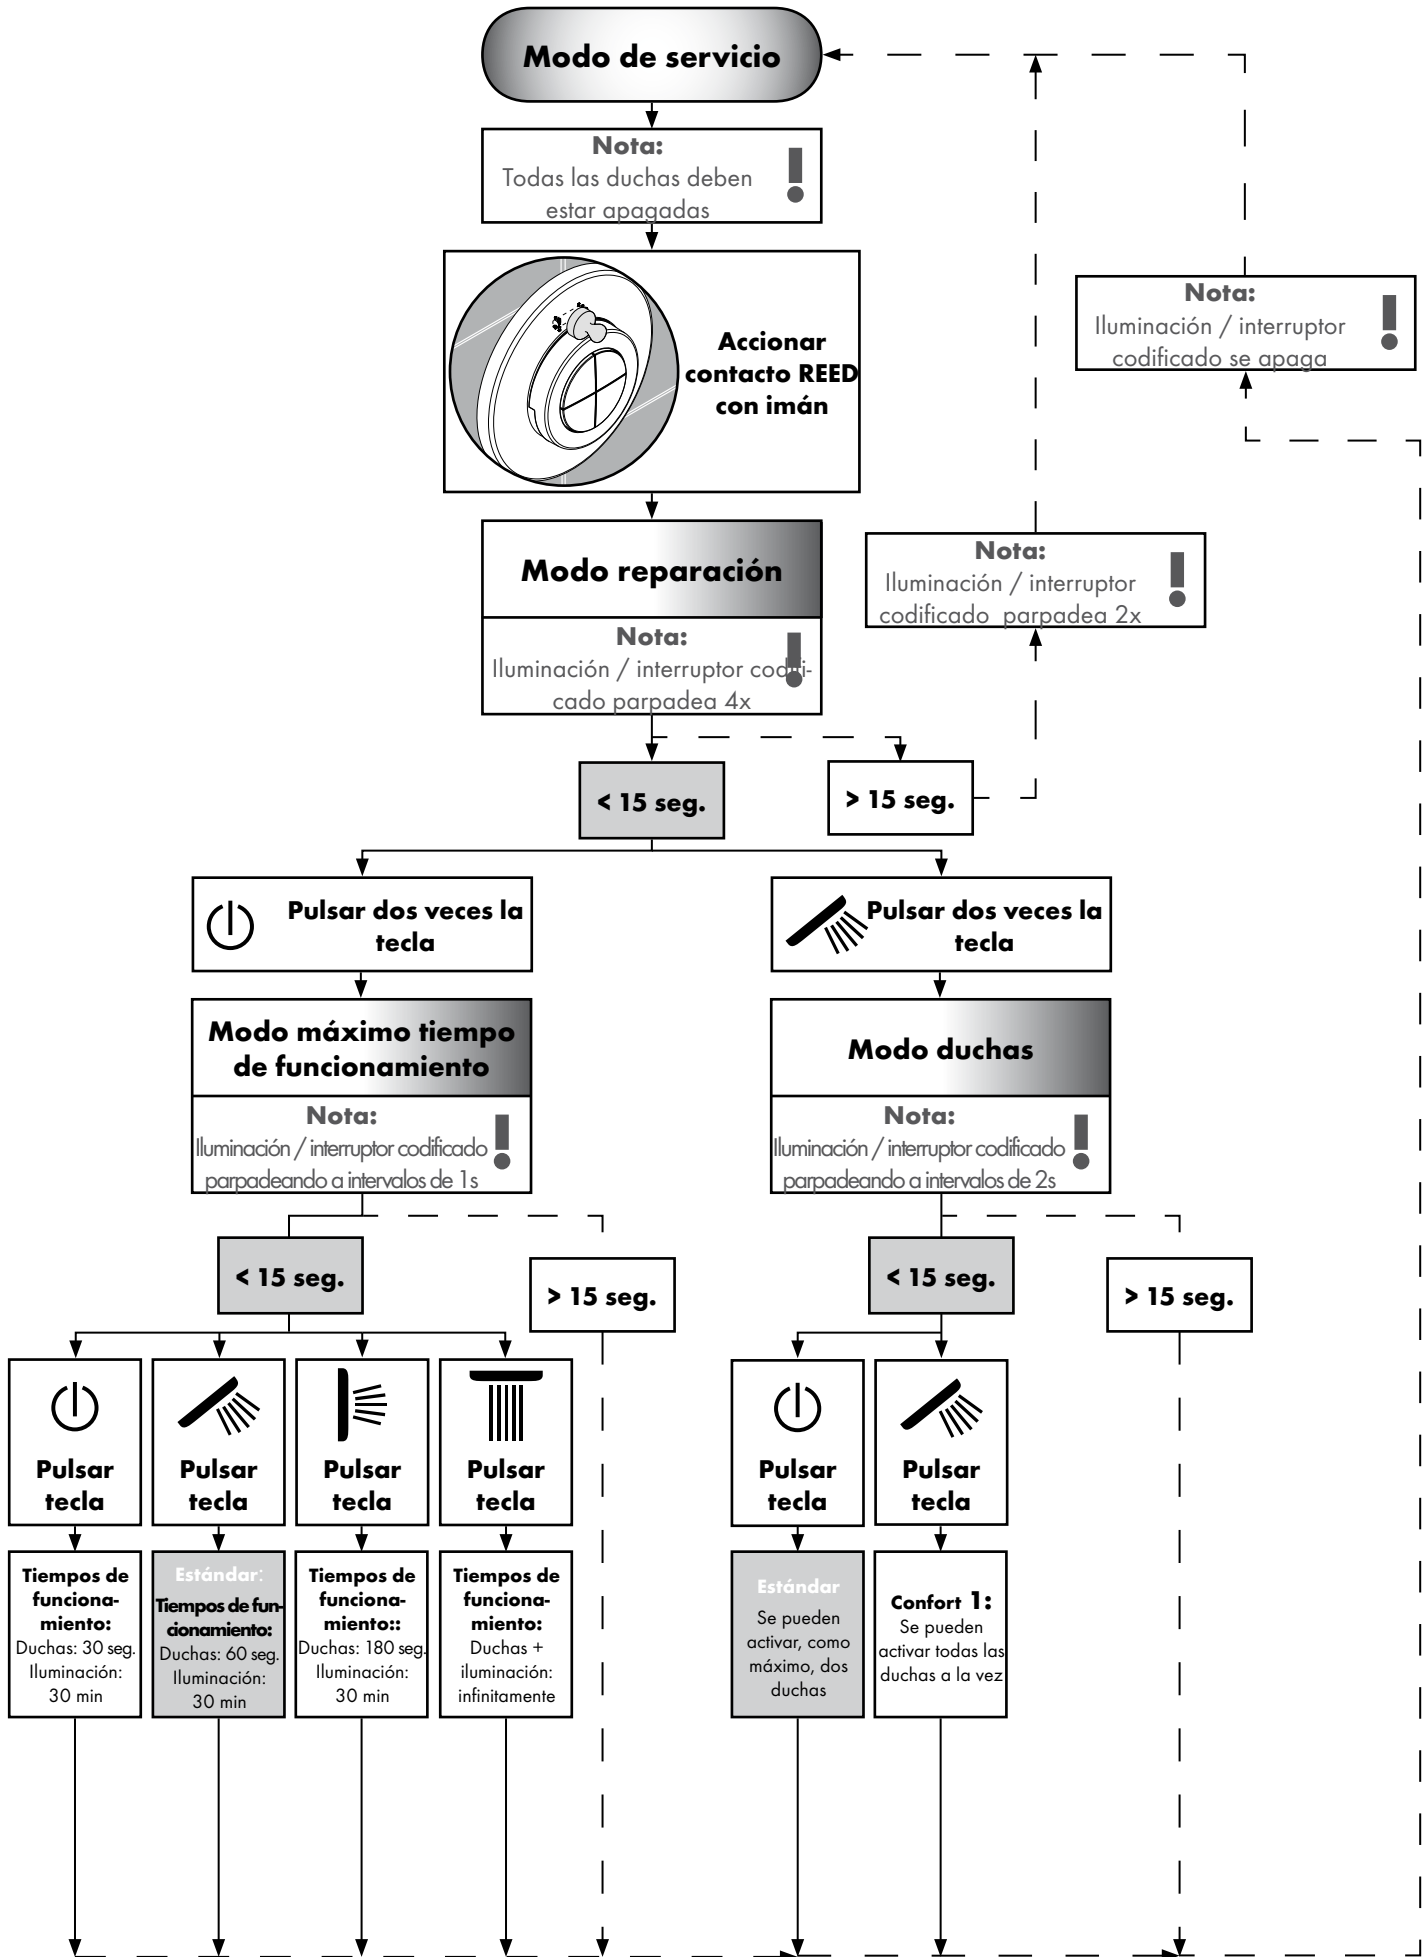 Modo de servicio
Nota:
Todas las duchas deben
estar apagadas
Accionar
contacto REED
con imán
Nota:
Iluminación / interruptor
codificado se apaga
Modo reparación
Nota:
Iluminación / interruptor codifi-
cado parpadea 4x
Nota:
Iluminación / interruptor
codificado  parpadea 2x
< 15 seg.
> 15 seg.
Pulsar dos veces la
tecla
Pulsar dos veces la
tecla
Modo máximo tiempo
de funcionamiento
Nota:
Iluminación / interruptor codificado
parpadeando a intervalos de 1s
Modo duchas
Nota:
Iluminación / interruptor codificado
parpadeando a intervalos de 2s
< 15 seg.
> 15 seg.
< 15 seg.
> 15 seg.
Pulsar
tecla
Pulsar
tecla
Pulsar
tecla
Pulsar
tecla
Pulsar
tecla
Pulsar
tecla
Tiempos de
funciona-
miento:
Duchas: 30 seg.
Iluminación:
30 min
Estándar:
Tiempos de fun-
cionamiento:
Duchas: 60 seg.
Iluminación:
30 min
Tiempos de
funciona-
miento::
Duchas: 180 seg.
Iluminación:
30 min
Tiempos de
funciona-
miento:
Duchas +
iluminación:
infinitamente
Estándar
Se pueden
activar, como
máximo, dos
duchas
Confort 1:
Se pueden
activar todas las
duchas a la vez